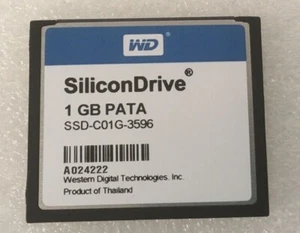 WD
SiliconDrive®
1 GB PATA
SSD-C01G-3596
A024222
Western Digital Technologies, Inc.
Product of Thailand